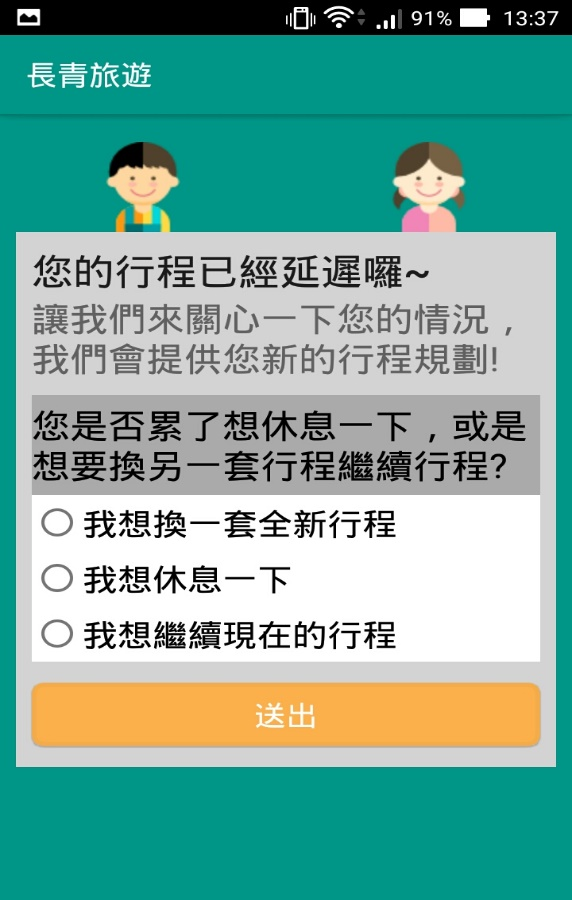 91% 13:37
長青旅遊
您的行程已經延遲囉~
讓我們來關心一下您的情況，
我們會提供您新的行程規劃!
您是否累了想休息一下，或是
想要換另一套行程繼續行程?
我想換一套全新行程
我想休息一下
我想繼續現在的行程
送出